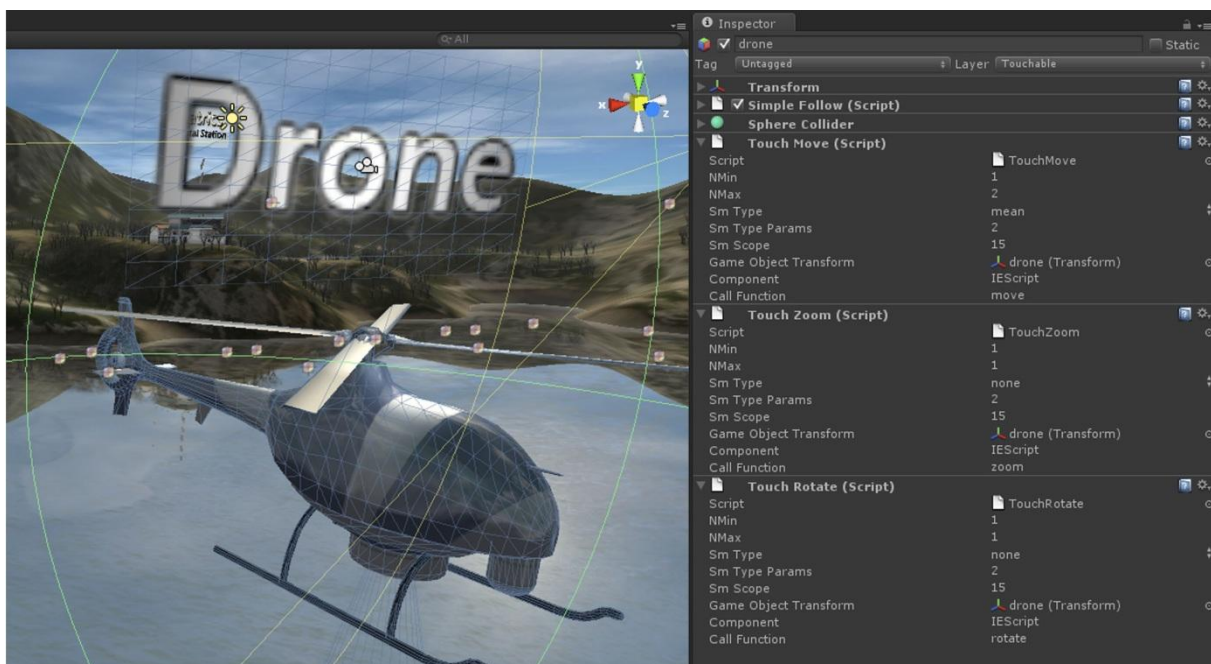 All
Drone
Station
Inspector
drone
Static
Tag Untagged Layer Touchable
Transform
Simple Follow (Script)
Sphere Collider
Touch Move (Script)
Script TouchMove
NMin 1
NMax 2
Sm Type mean
Sm Type Params 2
Sm Scope 15
Game Object Transform drone (Transform)
Component IEScript
Call Function move
Touch Zoom (Script)
Script TouchZoom
NMin 1
NMax 1
Sm Type none
Sm Type Params 2
Sm Scope 15
Game Object Transform drone (Transform)
Component IEScript
Call Function zoom
Touch Rotate (Script)
Script TouchRotate
NMin 1
NMax 1
Sm Type none
Sm Type Params 2
Sm Scope 15
Game Object Transform drone (Transform)
Component IEScript
Call Function rotate
y
x
z